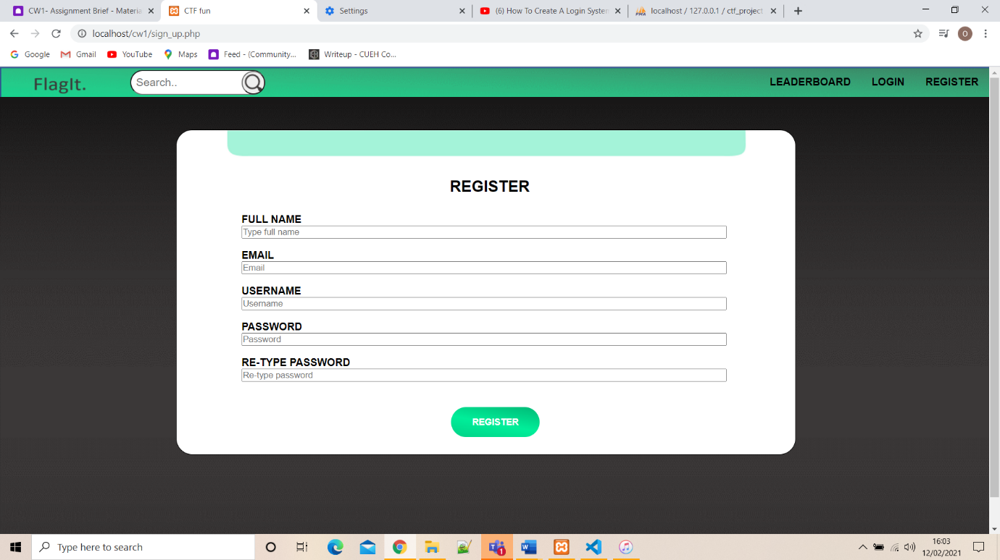 CW1- Assignment Brief - Materia
CTF fun
Settings
(6) How To Create A Login System
localhost / 127.0.0.1 / ctf_project
localhost/cw1/sign_up.php
O
Google
Gmail
YouTube
Maps
Feed - (Community...
Writeup - CUEH Co...
FlagIt.
Search..
LEADERBOARD
LOGIN
REGISTER
REGISTER
FULL NAME
Type full name
EMAIL
Email
USERNAME
Username
PASSWORD
Password
RE-TYPE PASSWORD
Re-type password
REGISTER
Type here to search
1
16:03
12/02/2021